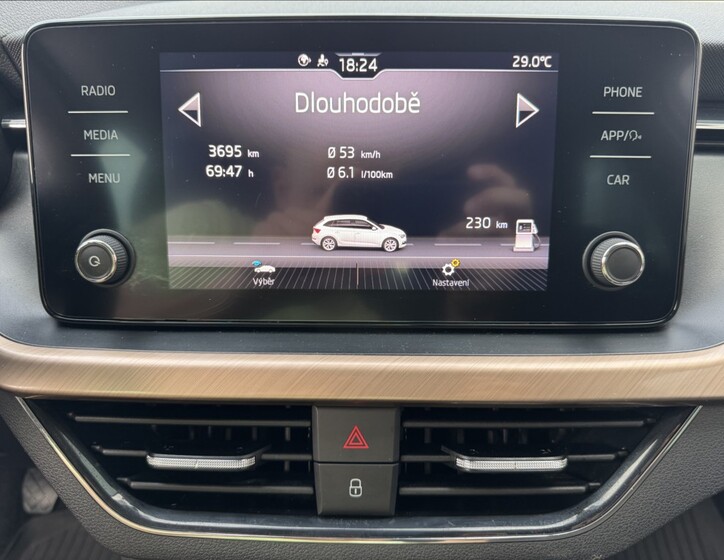 18:24
29.0°C
RADIO
MEDIA
MENU
Dlouhodobě
3695 km
Ø 53 km/h
69:47 h
Ø 6.1 l/100km
230 km
Výběr
Nastavení
PHONE
APP/
CAR